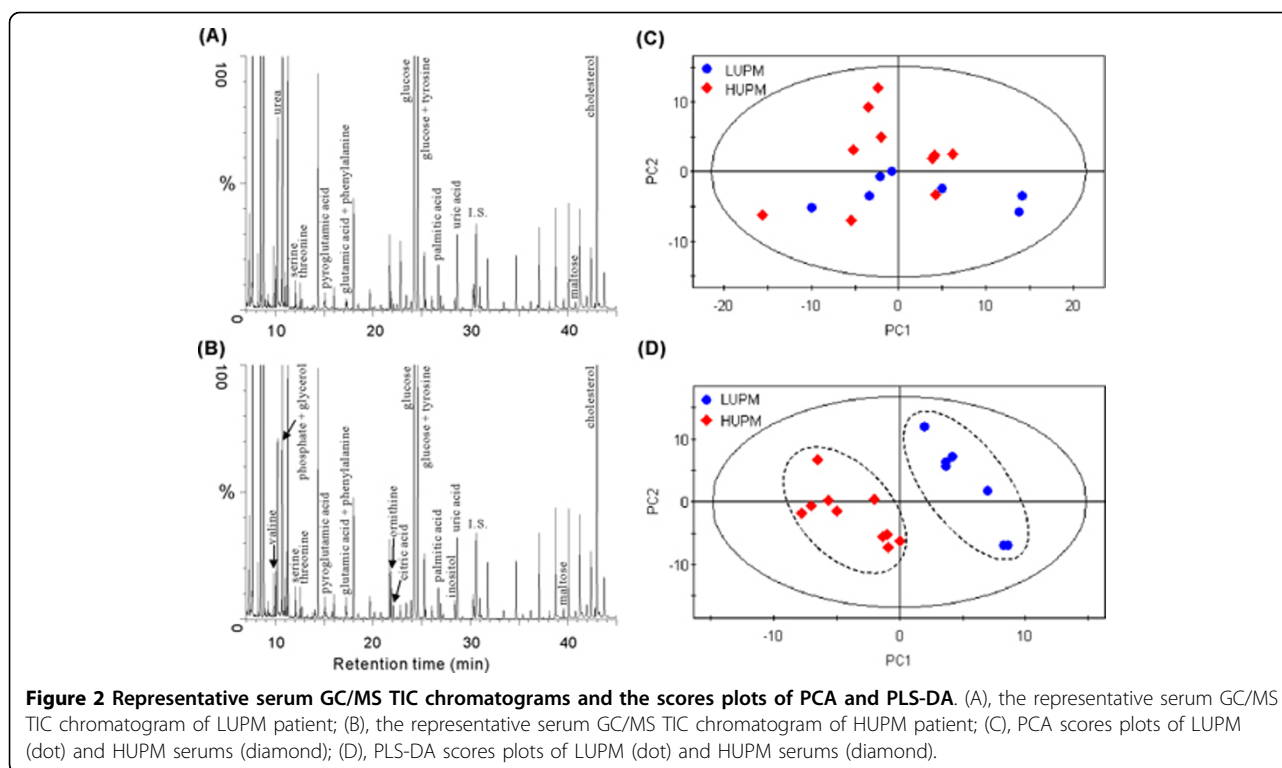 (A)
100
%
0
urea
serine
threonine
pyroglutamic acid
glutamic acid + phenylalanine
glucose
glucose + tyrosine
palmitic acid
uric acid
I.S.
maltose
cholesterol
10
20
30
40
(B)
100
%
0
valine
phosphate + glycerol
serine
threonine
pyroglutamic acid
glutamic acid + phenylalanine
ornithine
citric acid
glucose
glucose + tyrosine
palmitic acid
inositol
uric acid
I.S.
maltose
cholesterol
10
20
30
40
Retention time (min)
(C)
LUPM
HUPM
PC2
10
0
-10
-20
-10
0
10
20
PC1
(D)
LUPM
HUPM
PC2
10
0
-10
-10
0
10
PC1
Figure 2 Representative serum GC/MS TIC chromatograms and the scores plots of PCA and PLS-DA. (A), the representative serum GC/MS
TIC chromatogram of LUPM patient; (B), the representative serum GC/MS TIC chromatogram of HUPM patient; (C), PCA scores plots of LUPM
(dot) and HUPM serums (diamond); (D), PLS-DA scores plots of LUPM (dot) and HUPM serums (diamond).